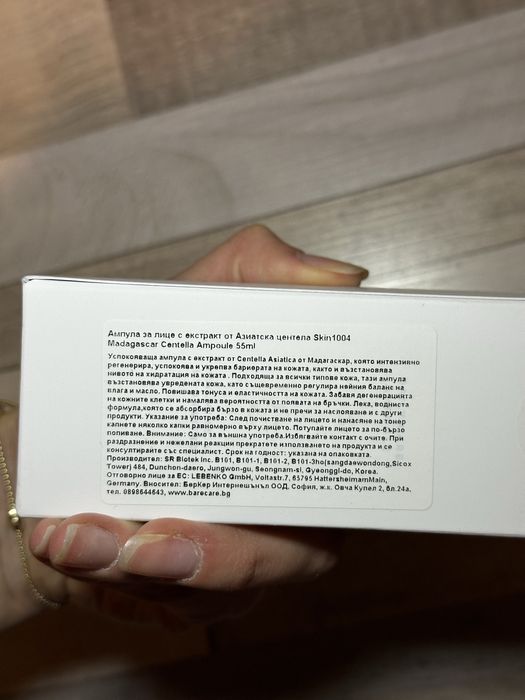 Ампула за лице с екстракт от Азиатска центела Skin1004
Madagascar Centella Ampoule 55ml
Успокояваща ампула с екстракт от Centella Asiatica от Мадагаскар, която интензивно
регенерира, успокоява и укрепва бариерата на кожата, както и възстановява
нивото на хидратация на кожата. Подходяща за всички типове кожа, тази ампула
възстановява увредената кожа, като същевременно регулира нейния баланс на
влага и масло. Повишава тонуса и еластичността на кожата. Забавя дегенерацията
на кожните клетки и намалява вероятността от появата на бръчки. Лека, водниста
формула,която се абсорбира бързо в кожата и не пречи за наслояване и с други
продукти. Указание за употреба: След почистване на лицето и нанасяне на тонер
капнете няколко капки равномерно върху лицето. Потупайте лицето за по-бързо
попиване. Внимание: Само за външна употреба.Избягвайте контакт с очите. При
раздразнение и нежелани реакции прекратете използването на продукта и се
консултирайте със специалист. Срок на годност: указана на опаковката.
Производител: SR Biotek Inc. B101, B101-1, B101-2, B101-3ho(sangdaewondong,Sicox
Tower) 484, Dunchon-daero, Jungwon-gu, Seongnam-si, Gyeonggi-do, Korea.
Отговорно лице за ЕС: LEBENKO GmbH, Voltastr.7, 65795 HattersheimamMain,
Germany. Вносител: БерКер Интернешънъл ООД, София, ж.к. Овча Купел 2, бл.24а,
тел. 0898644643, www.barecare.bg